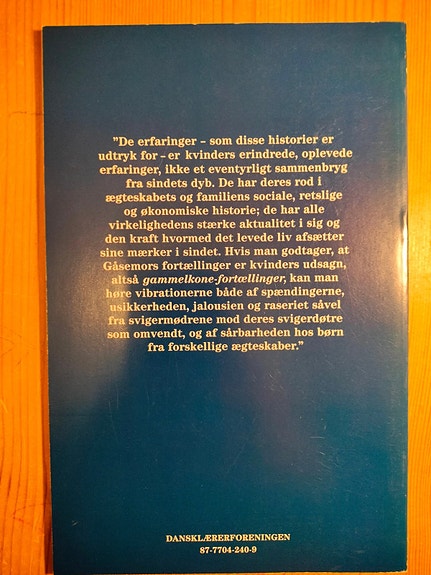 ”De erfaringer – som disse historier er
udtryk for – er kvinders erindrede, oplevede
erfaringer, ikke et eventyrligt sammenbryg
fra sindets dyb. De har deres rod i
ægteskabets og familiens sociale, retslige
og økonomiske historie; de har alle
virkelighedens stærke aktualitet i sig og
den kraft hvormed det levede liv afsætter
sine mærker i sindet. Hvis man godtager, at
Gåsemors fortællinger er kvinders udsagn,
altså gammelkone-fortællinger, kan man
høre vibrationerne både af spændingerne,
usikkerheden, jalousien og raseriet såvel
fra svigermødrene mod deres svigerdøtre
som omvendt, og af sårbarheden hos børn
fra forskellige ægteskaber.”
DANSKLÆRERFORENINGEN
87-7704-240-9